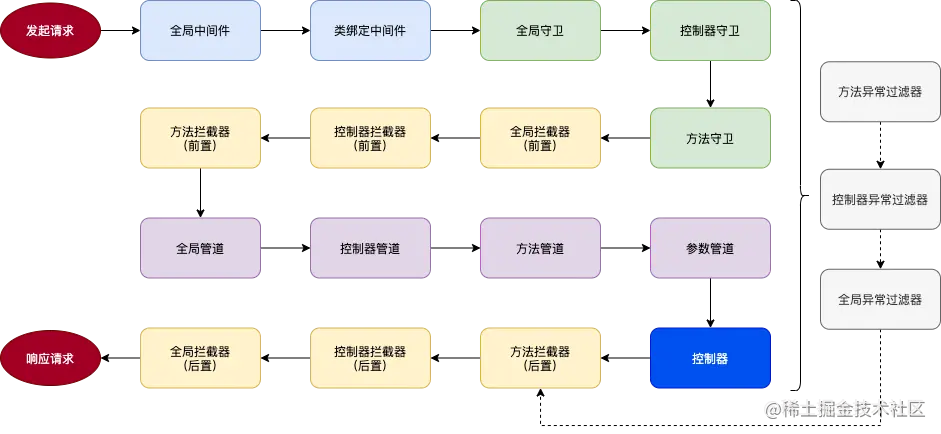 发起请求
全局中间件
类绑定中间件
全局守卫
控制器守卫
方法异常过滤器
方法拦截器
(前置)
控制器拦截器
(前置)
全局拦截器
(前置)
方法守卫
控制器异常过滤器
全局管道
控制器管道
方法管道
参数管道
全局异常过滤器
响应请求
全局拦截器
(后置)
控制器拦截器
(后置)
方法拦截器
(后置)
控制器
@稀土掘金技术社区